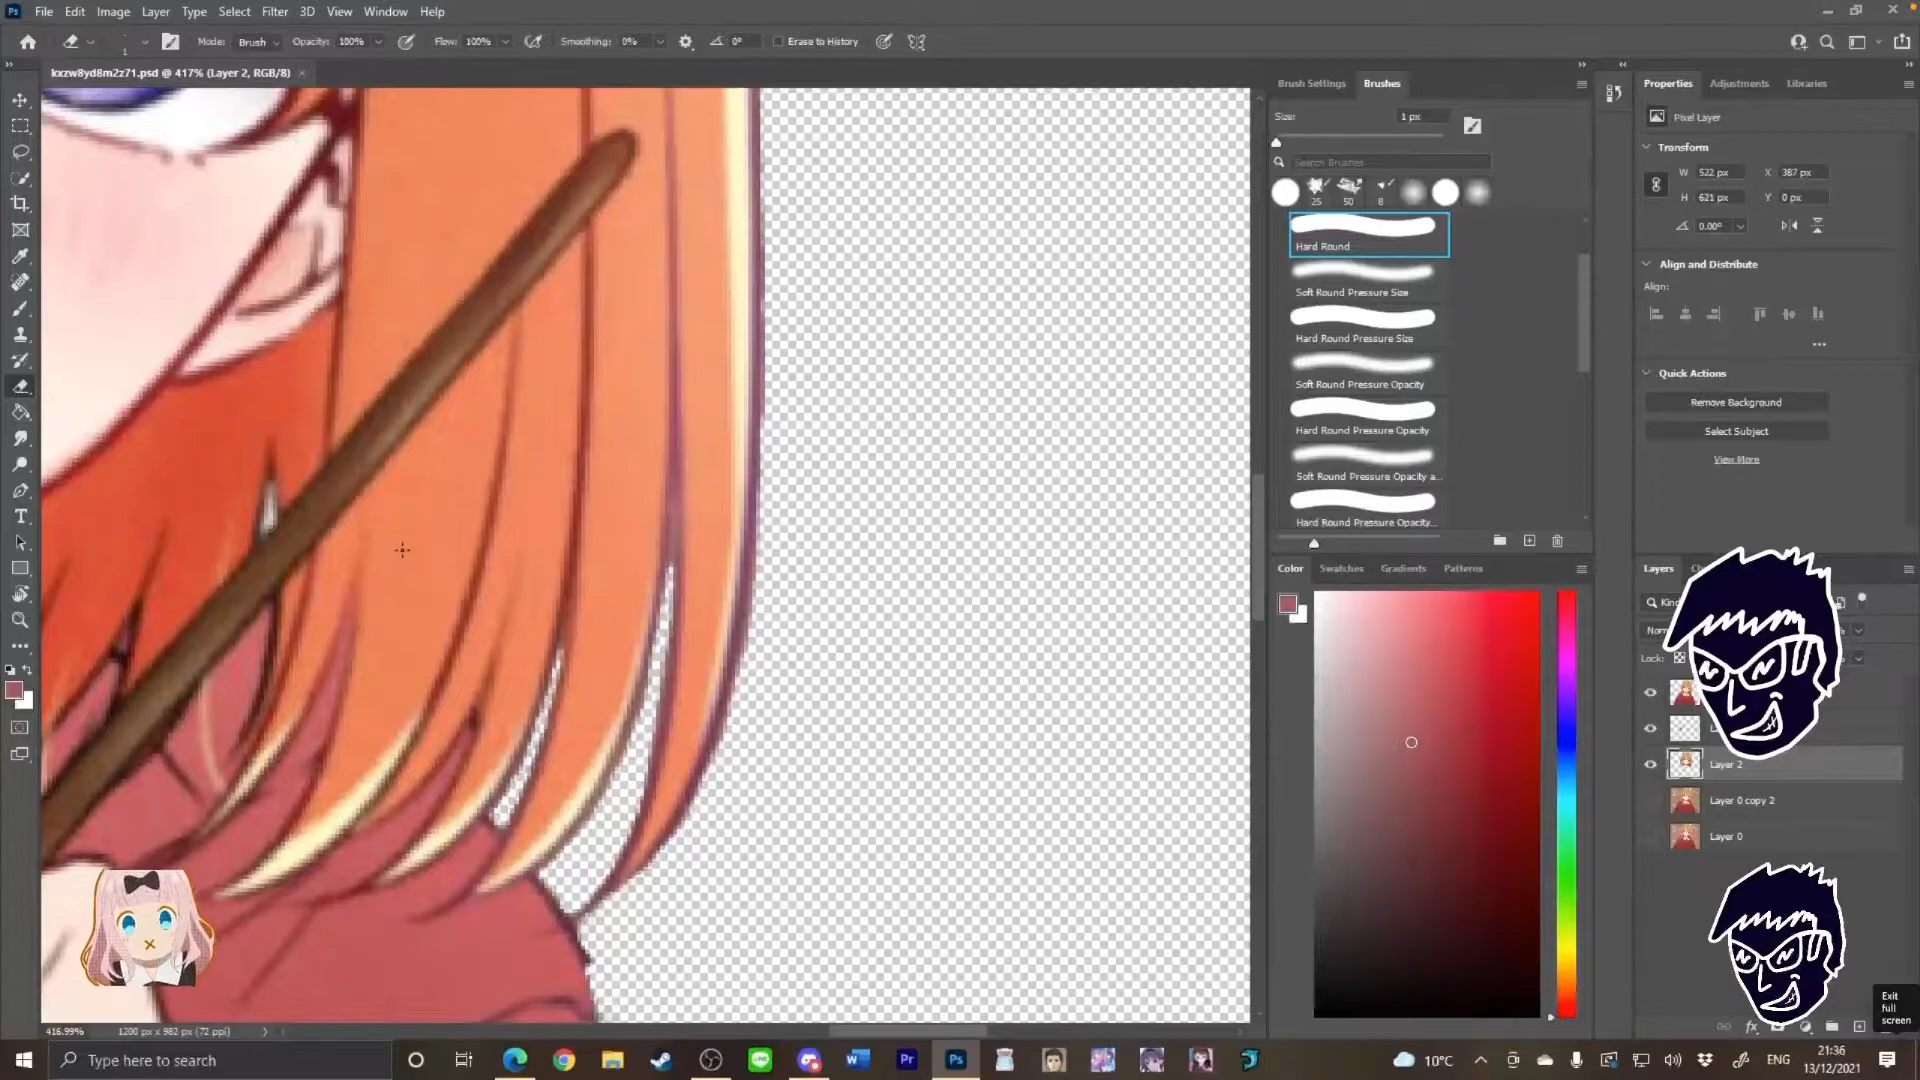 Ps File Edit Image Layer Type Select Filter 3D View Window Help
1 Mode: Brush Opacity: 100% Flow: 100% Smoothing: 0% 0° Erase to History
kxzw8yd8m2z71.psd @ 417% (Layer 2, RGB/8)
Brush Settings Brushes
Size: 1 px
Search Brushes
25 50 8
Hard Round
Soft Round Pressure Size
Hard Round Pressure Size
Soft Round Pressure Opacity
Hard Round Pressure Opacity
Soft Round Pressure Opacity a...
Hard Round Pressure Opacity...
Color Swatches Gradients Patterns
Properties Adjustments Libraries
Pixel Layer
Transform
W 522 px X 387 px
H 621 px Y 0 px
0.00°
Align and Distribute
Align:
Quick Actions
Remove Background
Select Subject
View More
Layers
Lock:
Layer 2
Layer 0 copy 2
Layer 0
fx
Exit
full
screen
416.99% 1200 px x 982 px (72 ppi)
Type here to search
Pr Ps
10°C ENG
21:36
13/12/2021